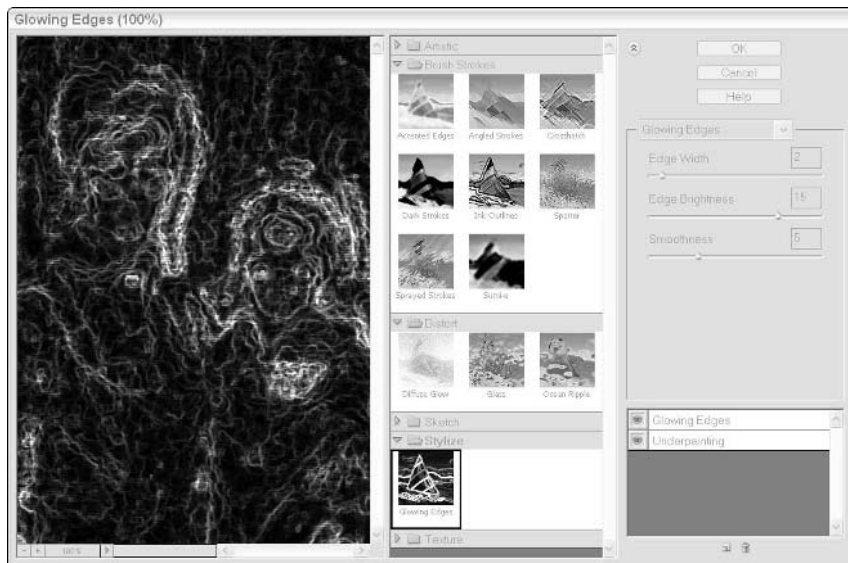 Glowing Edges (100%)
Artistic
Brush Strokes
Accented Edges
Angled Strokes
Crosshatch
Dark Strokes
Ink Outlines
Spatter
Sprayed Strokes
Sumi-e
Distort
Diffuse Glow
Glass
Ocean Ripple
Sketch
Stylize
Glowing Edges
Texture
100%
OK
Cancel
Help
Glowing Edges
Edge Width 2
Edge Brightness 15
Smoothness 5
Glowing Edges
Underpainting